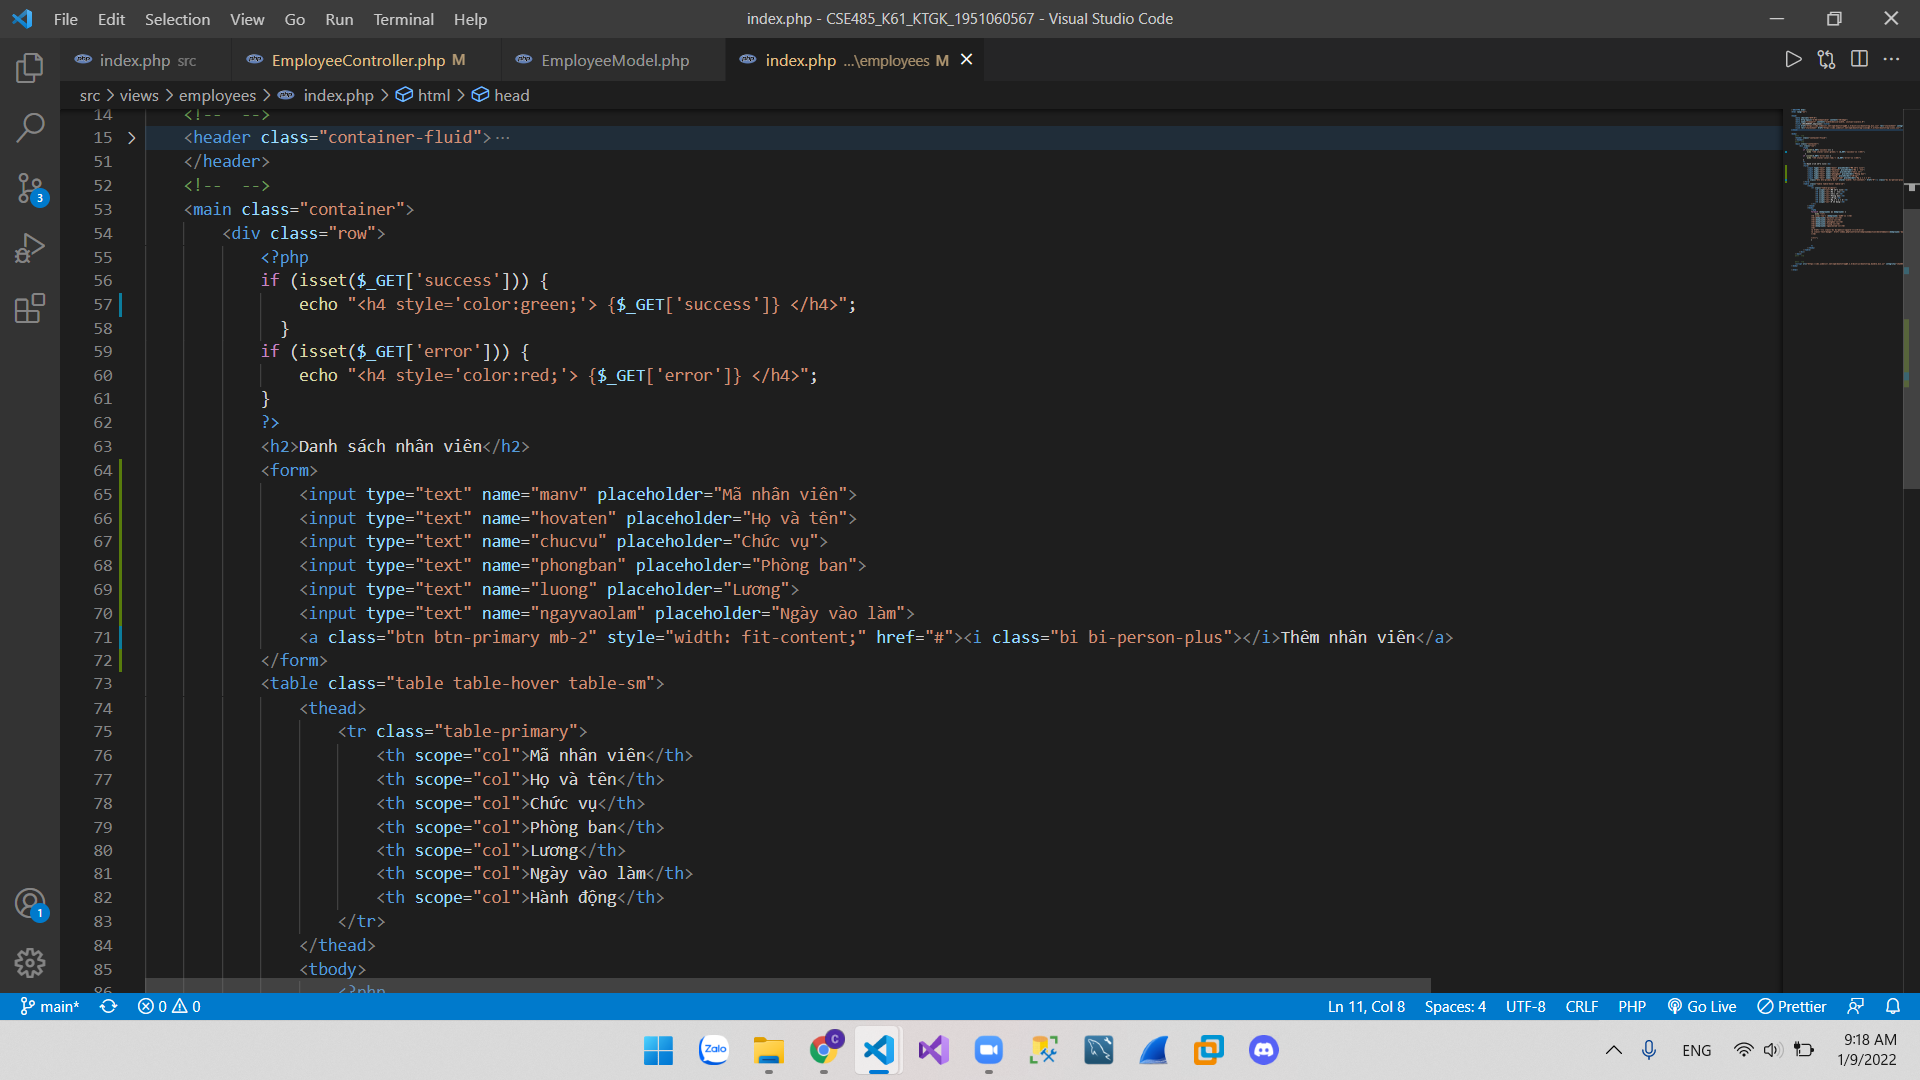 File Edit Selection View Go Run Terminal Help
index.php - CSE485_K61_KTGK_1951060567 - Visual Studio Code
index.php src
EmployeeController.php M
EmployeeModel.php
index.php ...\employees M
src > views > employees > index.php > html > head
14 <!--  -->
15 <header class="container-fluid">···
51 </header>
52 <!--  -->
53 <main class="container">
54 <div class="row">
55 <?php
56 if (isset($_GET['success'])) {
57 echo "<h4 style='color:green;'> {$_GET['success']} </h4>";
58 }
59 if (isset($_GET['error'])) {
60 echo "<h4 style='color:red;'> {$_GET['error']} </h4>";
61 }
62 ?>
63 <h2>Danh sách nhân viên</h2>
64 <form>
65 <input type="text" name="manv" placeholder="Mã nhân viên">
66 <input type="text" name="hovaten" placeholder="Họ và tên">
67 <input type="text" name="chucvu" placeholder="Chức vụ">
68 <input type="text" name="phongban" placeholder="Phòng ban">
69 <input type="text" name="luong" placeholder="Lương">
70 <input type="text" name="ngayvaolam" placeholder="Ngày vào làm">
71 <a class="btn btn-primary mb-2" style="width: fit-content;" href="#"><i class="bi bi-person-plus"></i>Thêm nhân viên</a>
72 </form>
73 <table class="table table-hover table-sm">
74 <thead>
75 <tr class="table-primary">
76 <th scope="col">Mã nhân viên</th>
77 <th scope="col">Họ và tên</th>
78 <th scope="col">Chức vụ</th>
79 <th scope="col">Phòng ban</th>
80 <th scope="col">Lương</th>
81 <th scope="col">Ngày vào làm</th>
82 <th scope="col">Hành động</th>
83 </tr>
84 </thead>
85 <tbody>
86 <?php
3
1
main* 0 0
Ln 11, Col 8 Spaces: 4 UTF-8 CRLF PHP Go Live Prettier
Zalo
C
ENG
9:18 AM
1/9/2022